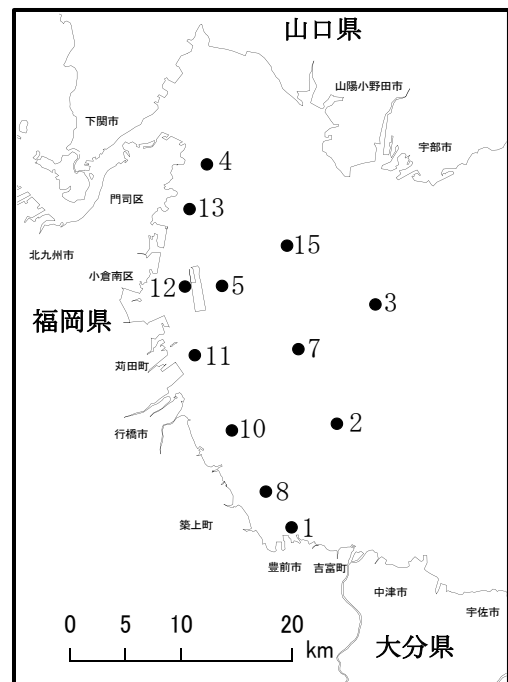 山口県
山陽小野田市
下関市
宇部市
4
門司区
13
15
北九州市
小倉南区
12
5
3
福岡県
7
11
苅田町
2
10
行橋市
8
築上町
1
豊前市
吉富町
中津市
宇佐市
0 5 10 20
km
大分県